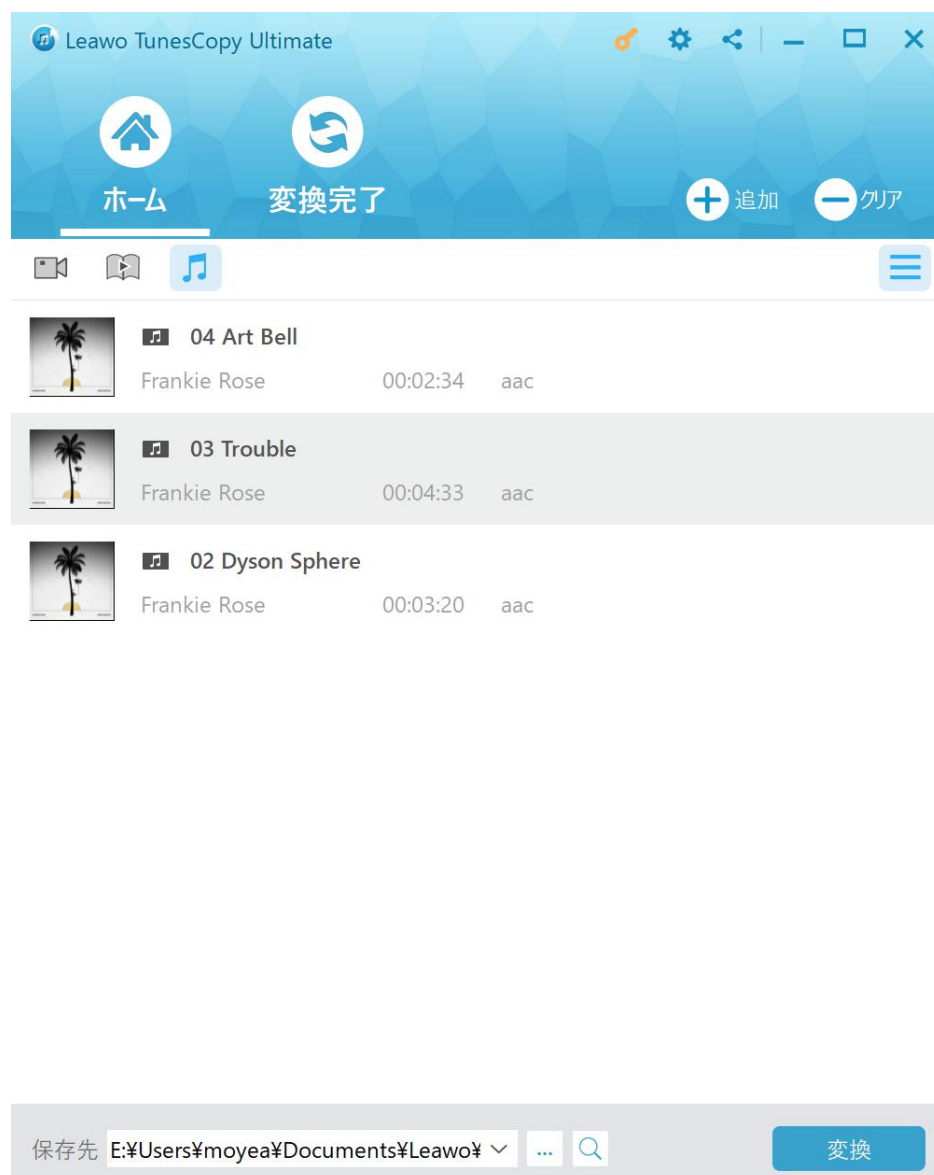 Leawo TunesCopy Ultimate
ホーム
変換完了
追加
クリア
04 Art Bell
Frankie Rose 00:02:34 aac
03 Trouble
Frankie Rose 00:04:33 aac
02 Dyson Sphere
Frankie Rose 00:03:20 aac
保存先 E:¥Users¥moyea¥Documents¥Leawo¥ ... 変換